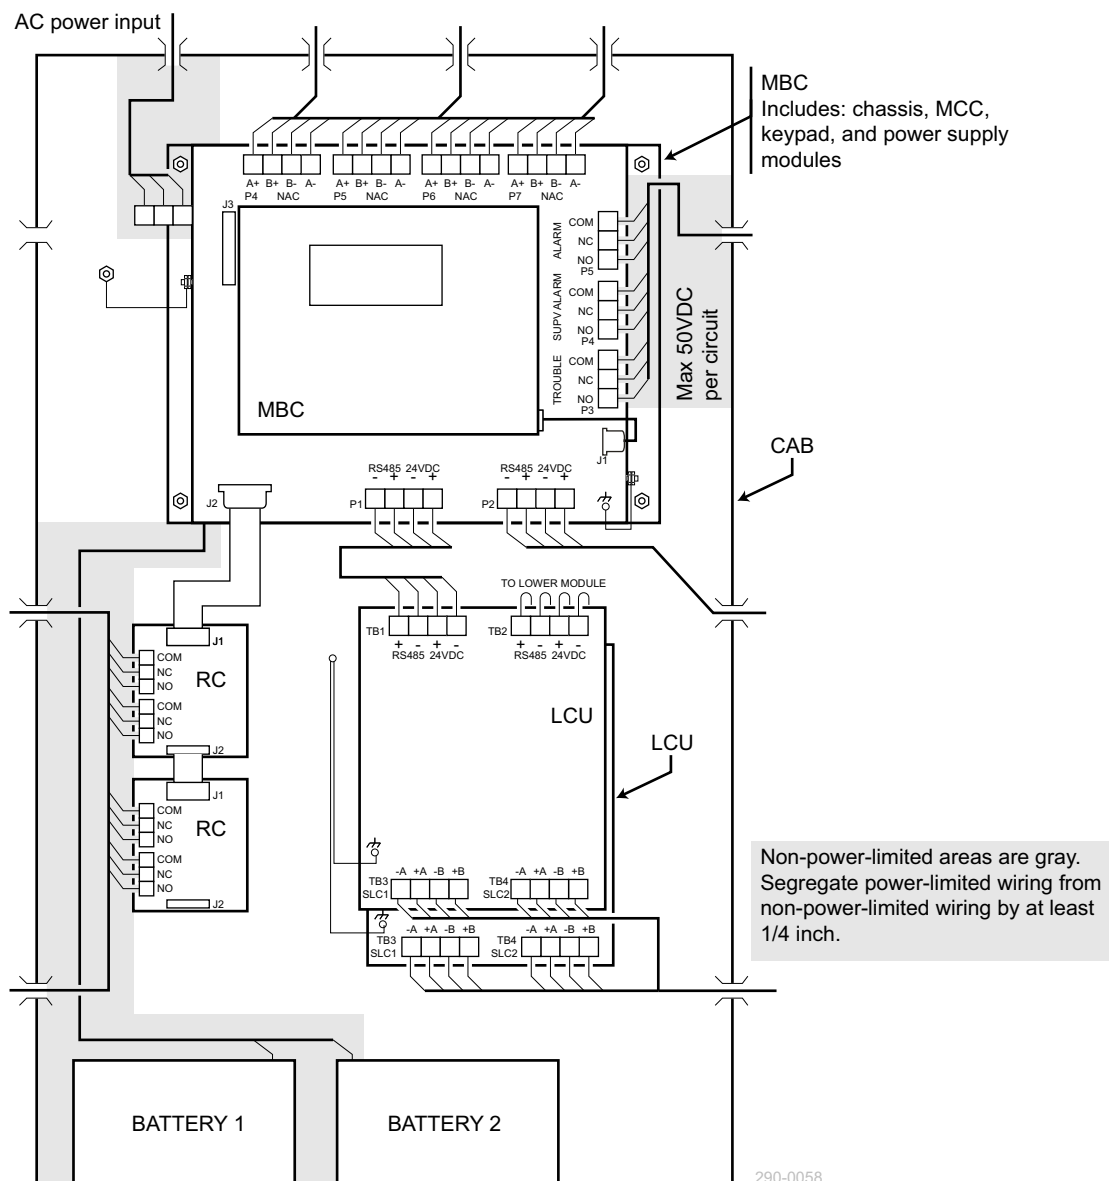 AC power input
MBC
Includes: chassis, MCC,
keypad, and power supply
modules
A+ B+ B- A-
P4 NAC
A+ B+ B- A-
P5 NAC
A+ B+ B- A-
P6 NAC
A+ B+ B- A-
P7 NAC
J3
ALARM
COM
NC
NO
P5
SUPV ALARM
COM
NC
NO
P4
TROUBLE
COM
NC
NO
P3
Max 50VDC
per circuit
MBC
CAB
J1
RS485 24VDC
- + - +
P1
RS485 24VDC
- + - +
P2
J2
TO LOWER MODULE
TB1
+ - + -
RS485 24VDC
TB2
+ - + -
RS485 24VDC
J1
COM
NC
NO
RC
COM
NC
NO
J2
LCU
LCU
J1
COM
NC
NO
RC
COM
NC
NO
J2
-A +A -B +B
TB3
SLC1
-A +A -B +B
TB4
SLC2
-A +A -B +B
TB3
SLC1
-A +A -B +B
TB4
SLC2
Non-power-limited areas are gray.
Segregate power-limited wiring from
non-power-limited wiring by at least
1/4 inch.
BATTERY 1
BATTERY 2
290-0058